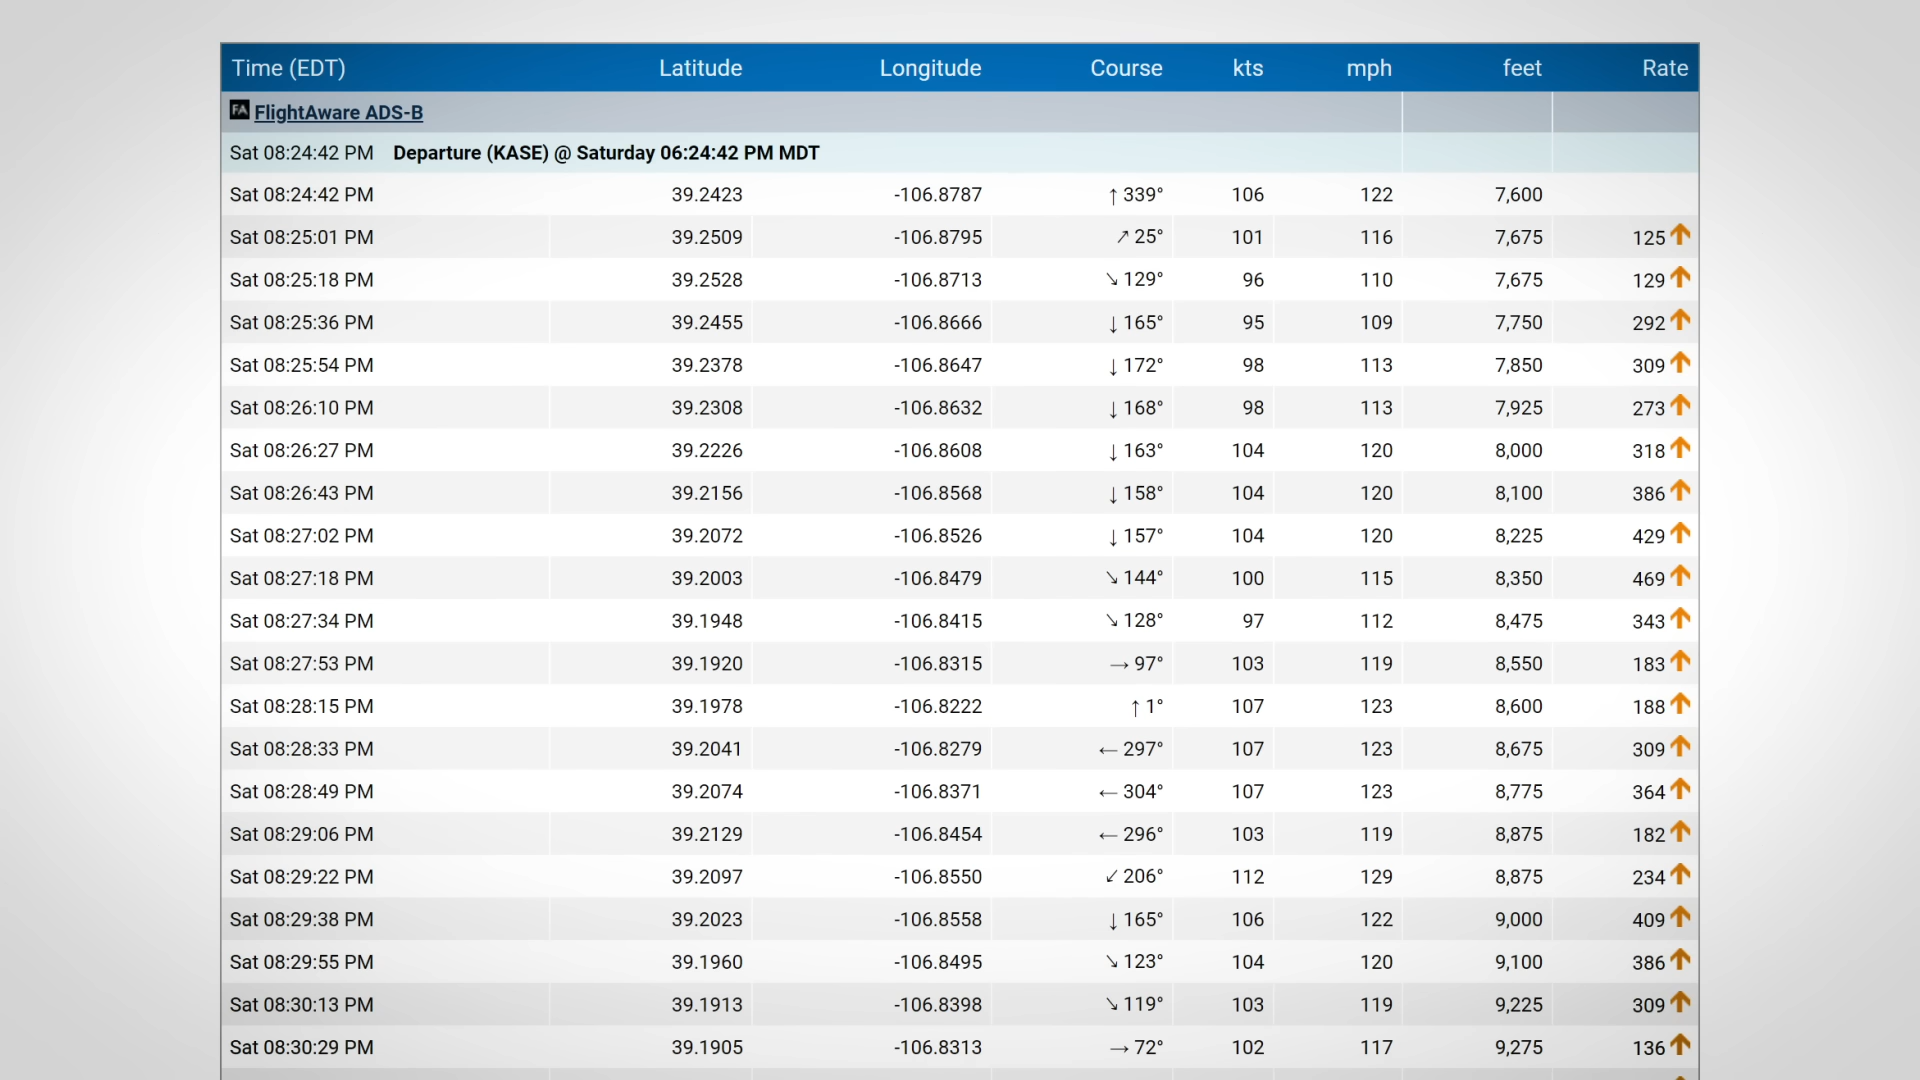 Time (EDT) Latitude Longitude Course kts mph feet Rate
FA FlightAware ADS-B
Sat 08:24:42 PM Departure (KASE) @ Saturday 06:24:42 PM MDT
Sat 08:24:42 PM 39.2423 -106.8787 ↑ 339° 106 122 7,600
Sat 08:25:01 PM 39.2509 -106.8795 ↗ 25° 101 116 7,675 125
Sat 08:25:18 PM 39.2528 -106.8713 ↘ 129° 96 110 7,675 129
Sat 08:25:36 PM 39.2455 -106.8666 ↓ 165° 95 109 7,750 292
Sat 08:25:54 PM 39.2378 -106.8647 ↓ 172° 98 113 7,850 309
Sat 08:26:10 PM 39.2308 -106.8632 ↓ 168° 98 113 7,925 273
Sat 08:26:27 PM 39.2226 -106.8608 ↓ 163° 104 120 8,000 318
Sat 08:26:43 PM 39.2156 -106.8568 ↓ 158° 104 120 8,100 386
Sat 08:27:02 PM 39.2072 -106.8526 ↓ 157° 104 120 8,225 429
Sat 08:27:18 PM 39.2003 -106.8479 ↘ 144° 100 115 8,350 469
Sat 08:27:34 PM 39.1948 -106.8415 ↘ 128° 97 112 8,475 343
Sat 08:27:53 PM 39.1920 -106.8315 → 97° 103 119 8,550 183
Sat 08:28:15 PM 39.1978 -106.8222 ↑ 1° 107 123 8,600 188
Sat 08:28:33 PM 39.2041 -106.8279 ← 297° 107 123 8,675 309
Sat 08:28:49 PM 39.2074 -106.8371 ← 304° 107 123 8,775 364
Sat 08:29:06 PM 39.2129 -106.8454 ← 296° 103 119 8,875 182
Sat 08:29:22 PM 39.2097 -106.8550 ↙ 206° 112 129 8,875 234
Sat 08:29:38 PM 39.2023 -106.8558 ↓ 165° 106 122 9,000 409
Sat 08:29:55 PM 39.1960 -106.8495 ↘ 123° 104 120 9,100 386
Sat 08:30:13 PM 39.1913 -106.8398 ↘ 119° 103 119 9,225 309
Sat 08:30:29 PM 39.1905 -106.8313 → 72° 102 117 9,275 136